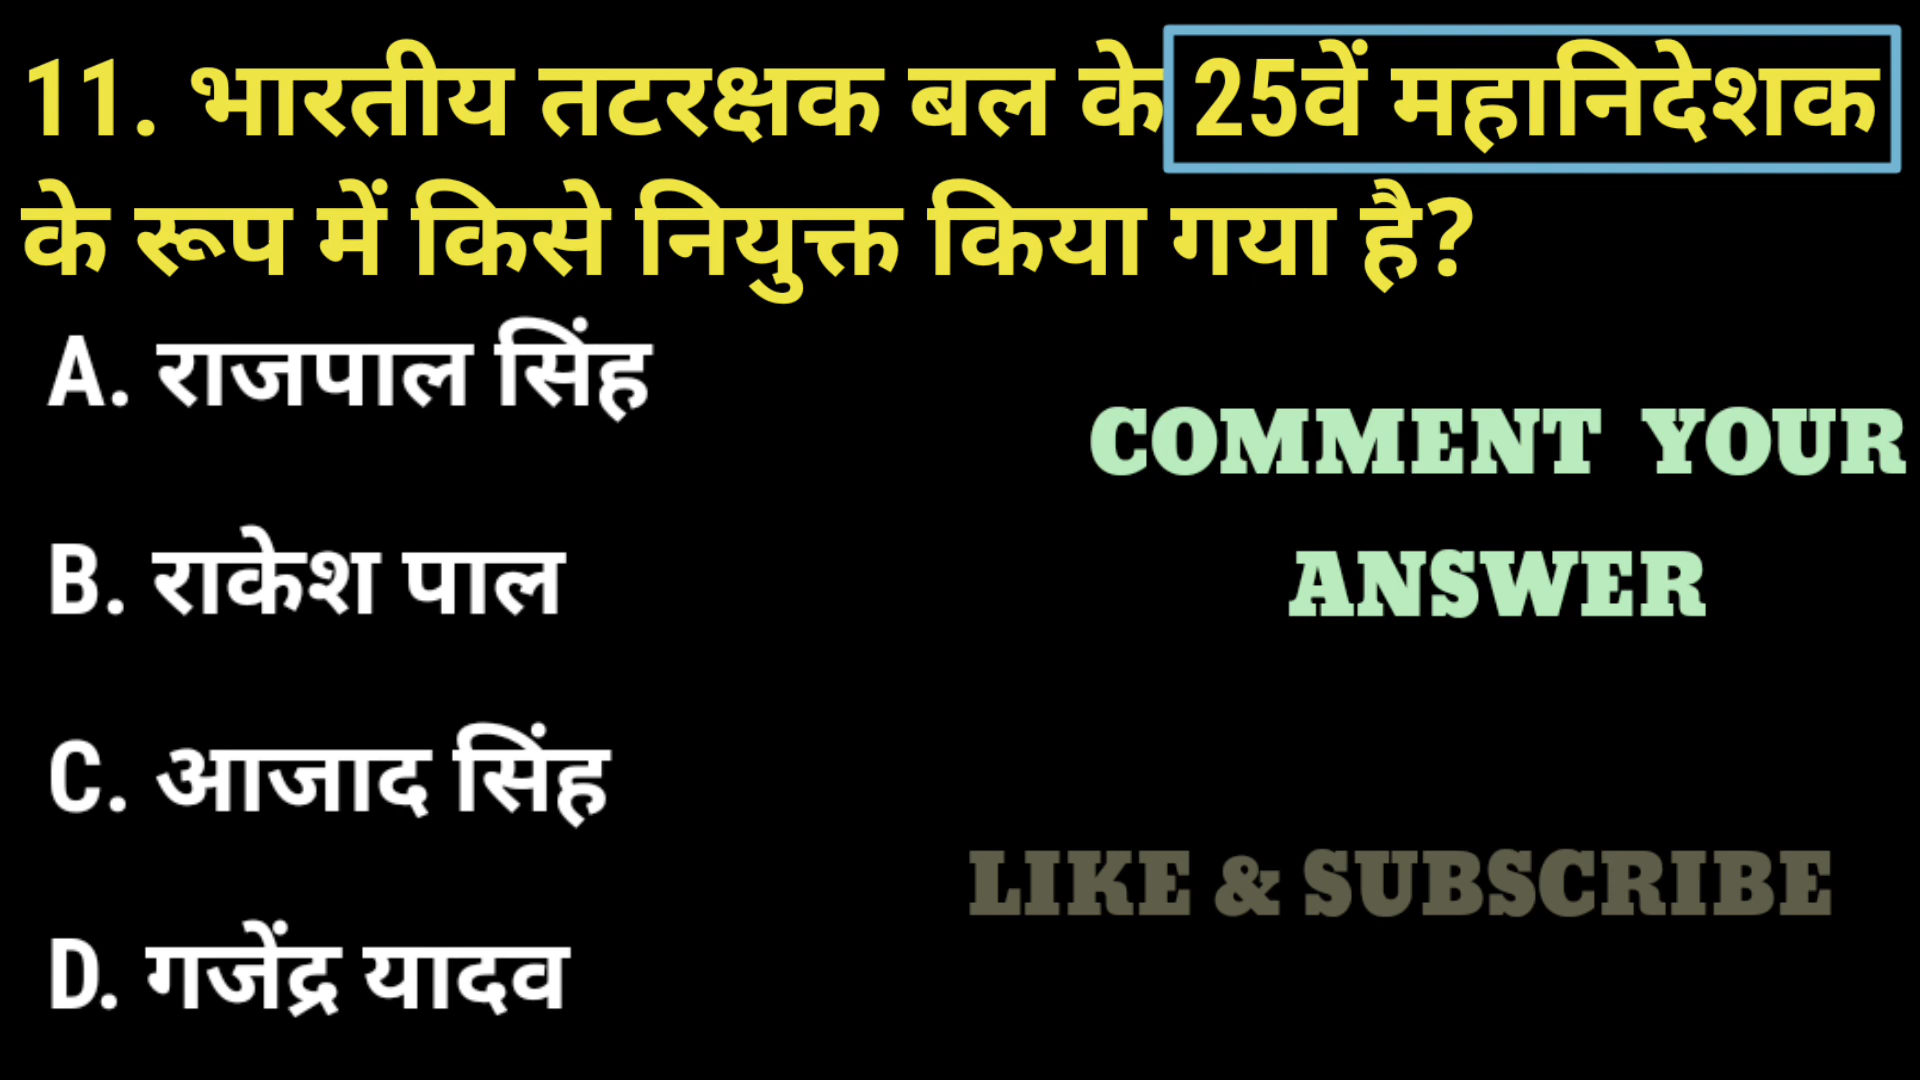 11. भारतीय तटरक्षक बल के 25वें महानिदेशक
के रूप में किसे नियुक्त किया गया है?
A. राजपाल सिंह
COMMENT YOUR
B. राकेश पाल
ANSWER
C. आजाद सिंह
LIKE & SUBSCRIBE
D. गजेंद्र यादव